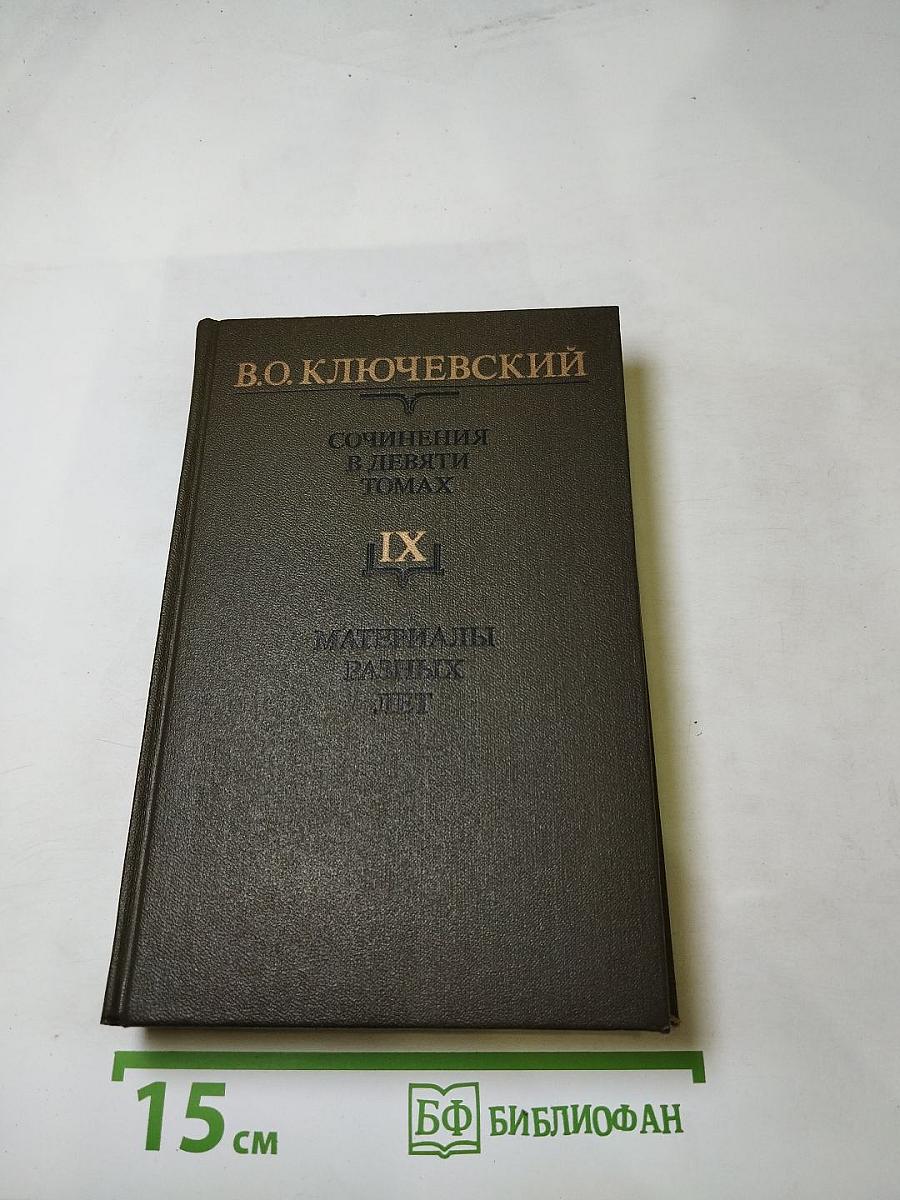 В.О. КЛЮЧЕВСКИЙ
СОЧИНЕНИЯ
В ДЕВЯТИ
ТОМАХ
IX
МАТЕРИАЛЫ
РАЗНЫХ
ЛЕТ
15 см
БФ БИБЛИОФАН